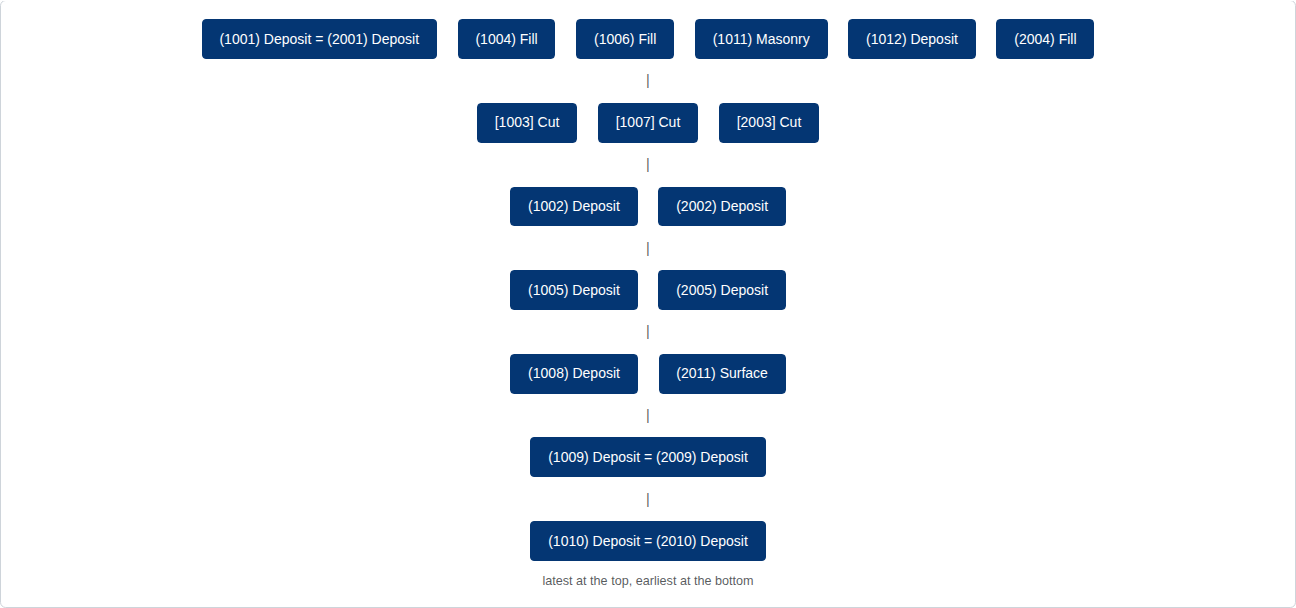 (1001) Deposit = (2001) Deposit (1004) Fill (1006) Fill (1011) Masonry (1012) Deposit (2004) Fill
[1003] Cut [1007] Cut [2003] Cut
(1002) Deposit (2002) Deposit
(1005) Deposit (2005) Deposit
(1008) Deposit (2011) Surface
(1009) Deposit = (2009) Deposit
(1010) Deposit = (2010) Deposit
latest at the top, earliest at the bottom